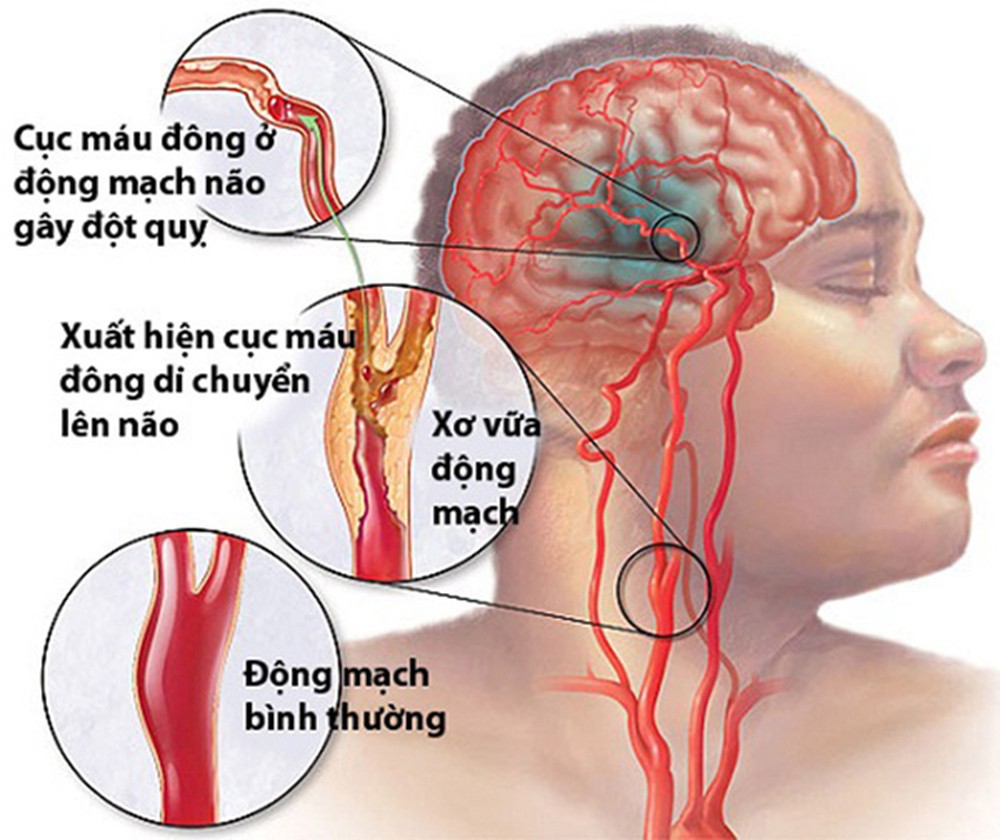 Cục máu đông ở
động mạch não
gây đột quỵ
Xuất hiện cục máu
đông di chuyển
lên não
Xơ vữa
động
mạch
Động mạch
bình thường